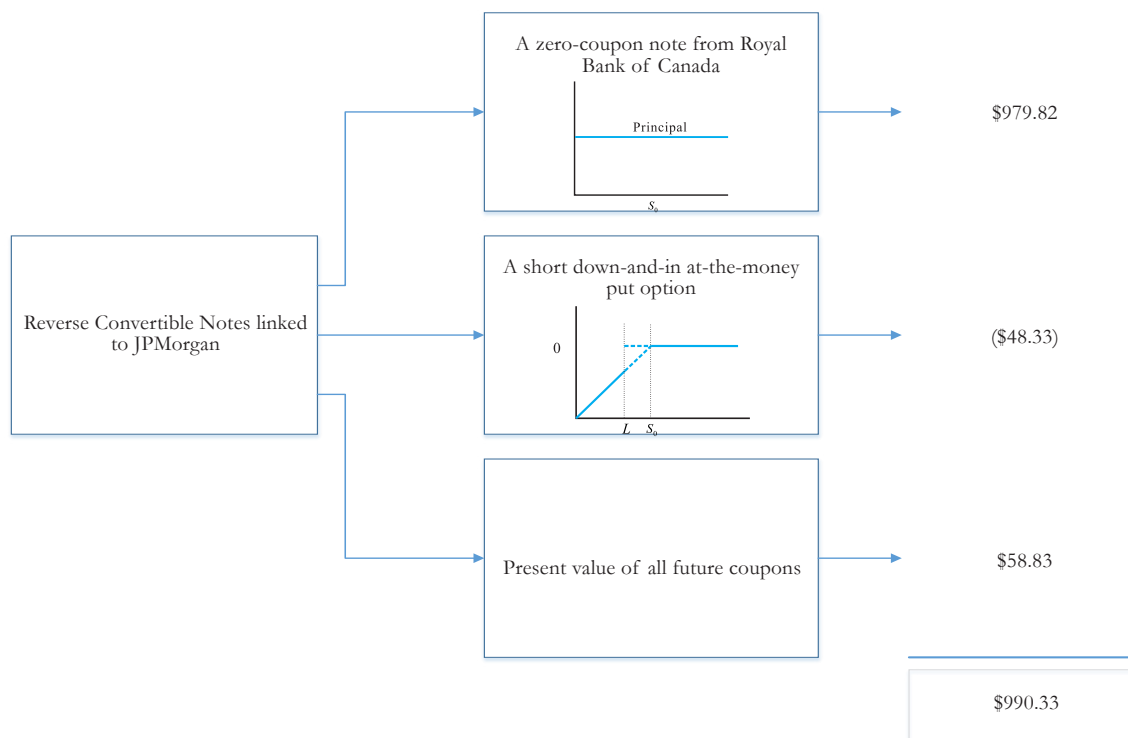 A zero-coupon note from Royal
Bank of Canada
Principal
S₀
$979.82
Reverse Convertible Notes linked
to JPMorgan
A short down-and-in at-the-money
put option
0
L S₀
($48.33)
Present value of all future coupons
$58.83
$990.33